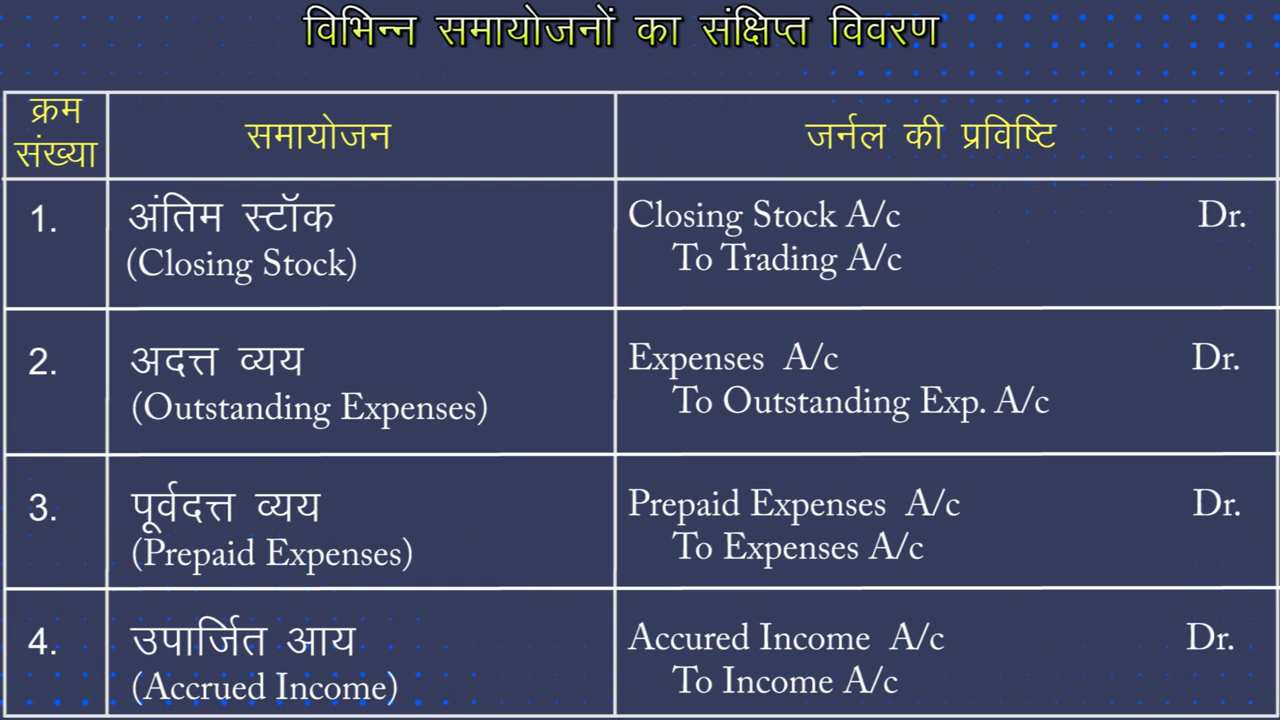 विभिन्न समायोजनों का संक्षिप्त विवरण
क्रम
संख्या
समायोजन
जर्नल की प्रविष्टि
1.
अंतिम स्टॉक
(Closing Stock)
Closing Stock A/c Dr.
To Trading A/c
2.
अदत्त व्यय
(Outstanding Expenses)
Expenses A/c Dr.
To Outstanding Exp. A/c
3.
पूर्वदत्त व्यय
(Prepaid Expenses)
Prepaid Expenses A/c Dr.
To Expenses A/c
4.
उपार्जित आय
(Accrued Income)
Accured Income A/c Dr.
To Income A/c